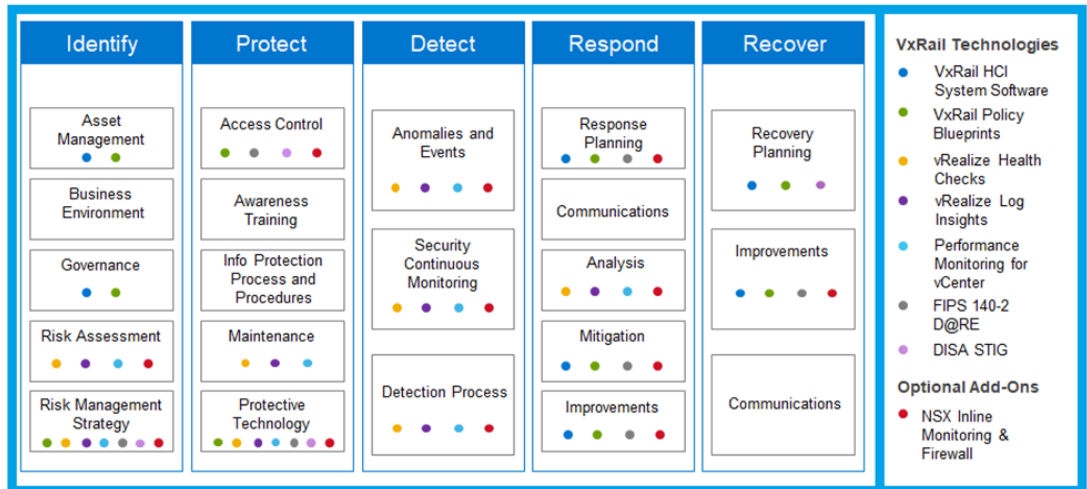 Identify
Asset
Management
Business
Environment
Governance
Risk Assessment
Risk Management
Strategy
Protect
Access Control
Awareness
Training
Info Protection
Process and
Procedures
Maintenance
Protective
Technology
Detect
Anomalies and
Events
Security
Continuous
Monitoring
Detection Process
Respond
Response
Planning
Communications
Analysis
Mitigation
Improvements
Recover
Recovery
Planning
Improvements
Communications
VxRail Technologies
VxRail HCI
System Software
VxRail Policy
Blueprints
vRealize Health
Checks
vRealize Log
Insights
Performance
Monitoring for
vCenter
FIPS 140-2
D@RE
DISA STIG
Optional Add-Ons
NSX Inline
Monitoring &
Firewall